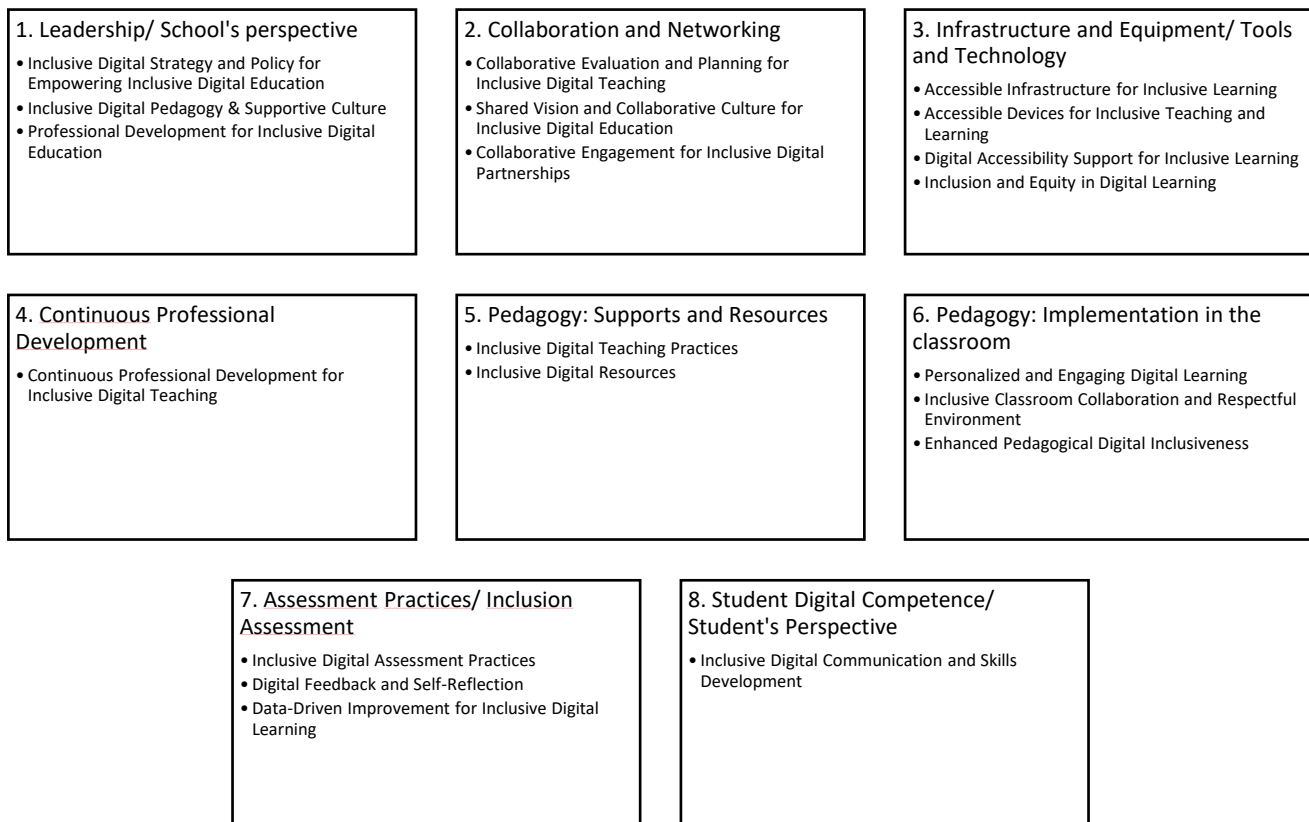 1. Leadership/ School's perspective
• Inclusive Digital Strategy and Policy for
Empowering Inclusive Digital Education
• Inclusive Digital Pedagogy & Supportive Culture
• Professional Development for Inclusive Digital
Education
2. Collaboration and Networking
• Collaborative Evaluation and Planning for
Inclusive Digital Teaching
• Shared Vision and Collaborative Culture for
Inclusive Digital Education
• Collaborative Engagement for Inclusive Digital
Partnerships
3. Infrastructure and Equipment/ Tools
and Technology
• Accessible Infrastructure for Inclusive Learning
• Accessible Devices for Inclusive Teaching and
Learning
• Digital Accessibility Support for Inclusive Learning
• Inclusion and Equity in Digital Learning
4. Continuous Professional
Development
• Continuous Professional Development for
Inclusive Digital Teaching
5. Pedagogy: Supports and Resources
• Inclusive Digital Teaching Practices
• Inclusive Digital Resources
6. Pedagogy: Implementation in the
classroom
• Personalized and Engaging Digital Learning
• Inclusive Classroom Collaboration and Respectful
Environment
• Enhanced Pedagogical Digital Inclusiveness
7. Assessment Practices/ Inclusion
Assessment
• Inclusive Digital Assessment Practices
• Digital Feedback and Self-Reflection
• Data-Driven Improvement for Inclusive Digital
Learning
8. Student Digital Competence/
Student's Perspective
• Inclusive Digital Communication and Skills
Development